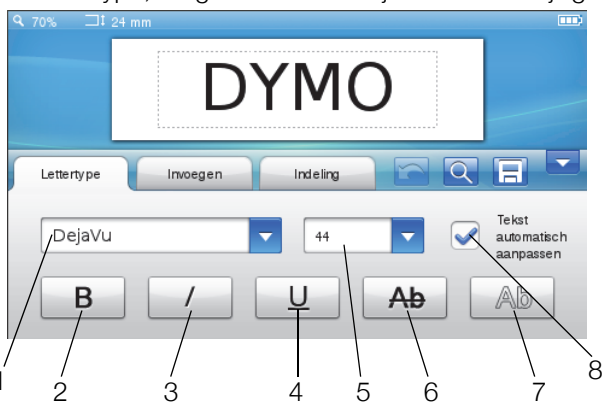 70% 24 mm
DYMO
Lettertype Invoegen Indeling
DejaVu 44 Tekst
automatisch
aanpassen
B I U Ab Ab
1 2 3 4 5 6 7 8